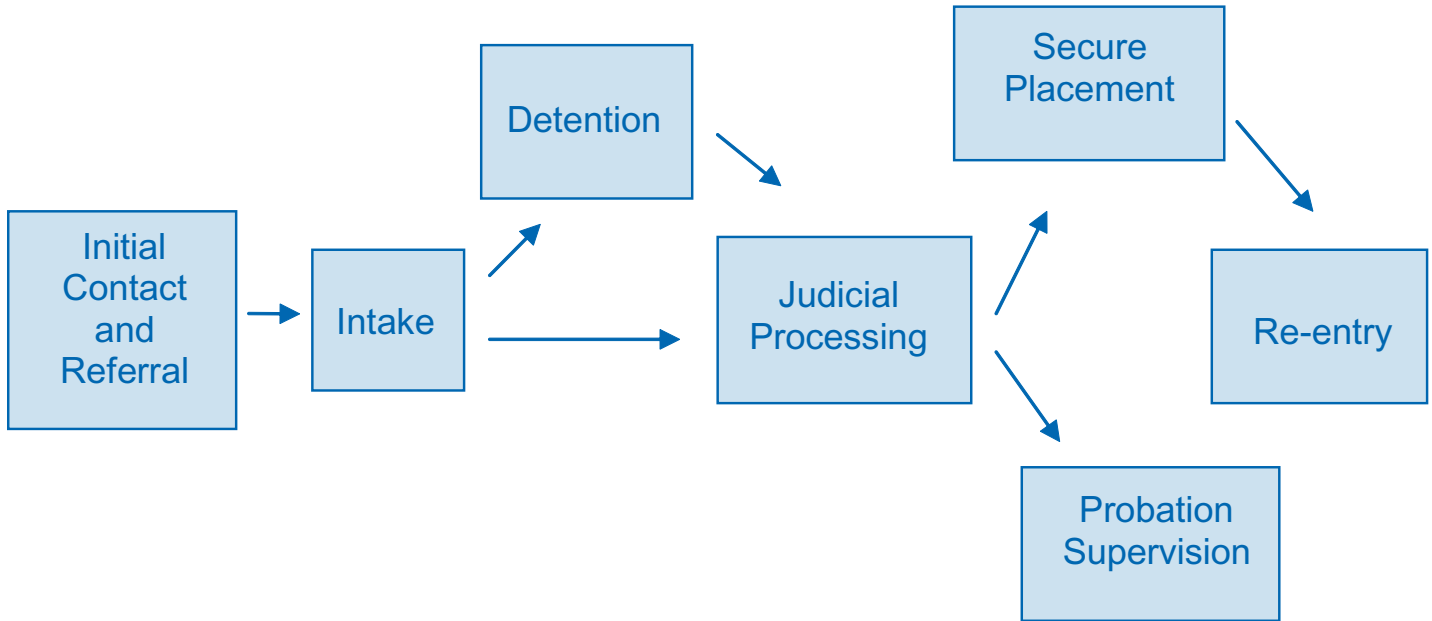 Initial
Contact
and
Referral
Intake
Detention
Judicial
Processing
Secure
Placement
Re-entry
Probation
Supervision